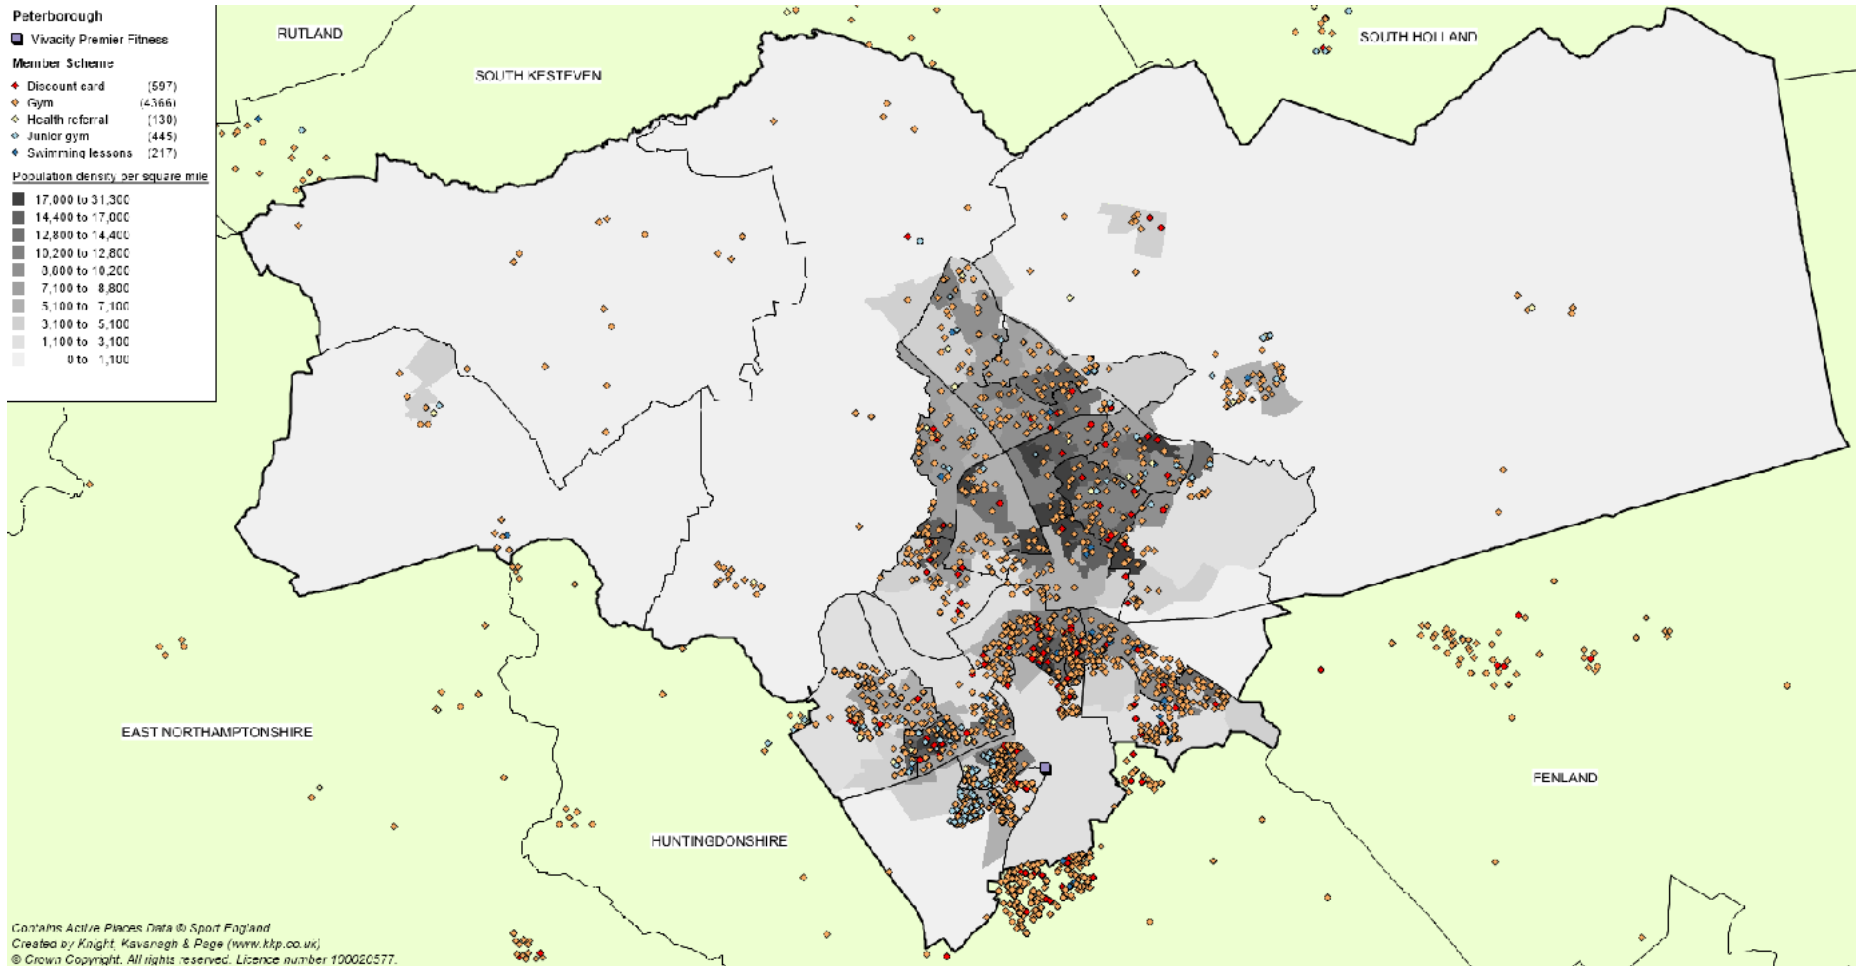 Peterborough
Vivacity Premier Fitness
Member Scheme
Discount card (597)
Gym (4366)
Health referral (130)
Junior gym (445)
Swimming lessons (217)
Population density per square mile
17,000 to 31,300
14,400 to 17,000
12,800 to 14,400
10,200 to 12,800
8,800 to 10,200
7,100 to 8,800
5,100 to 7,100
3,100 to 5,100
1,100 to 3,100
0 to 1,100
RUTLAND
SOUTH KESTEVEN
SOUTH HOLLAND
EAST NORTHAMPTONSHIRE
HUNTINGDONSHIRE
FENLAND
Contains Active Places Data © Sport England
Created by Knight, Kavanagh & Page (www.kkp.co.uk)
© Crown Copyright. All rights reserved. Licence number 100020577.